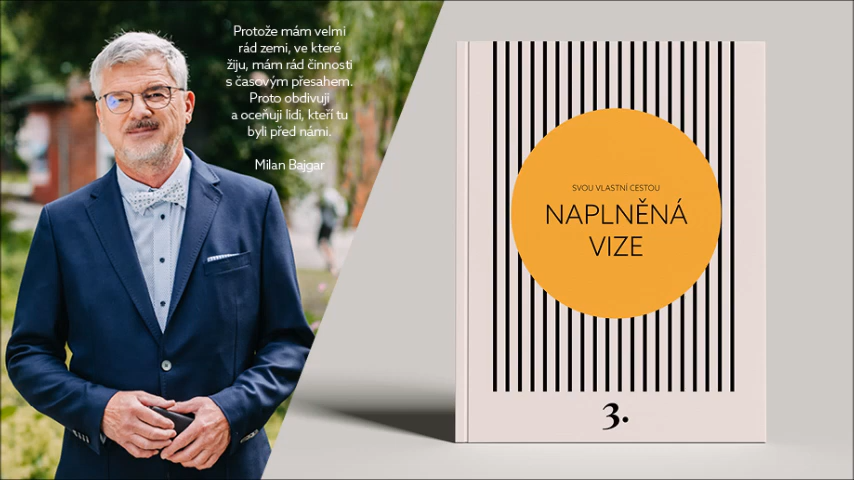 Protože mám velmi
rád zemi, ve které
žiju, mám rád činnosti
s časovým přesahem.
Proto obdivuji
a oceňuji lidi, kteří tu
byli před námi.
Milan Bajgar
SVOU VLASTNÍ CESTOU
NAPLNĚNÁ
VIZE
3.